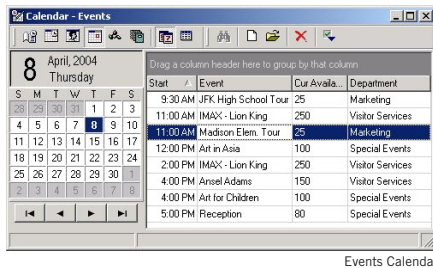 Calendar - Events
8
April, 2004
Thursday
Drag a column header here to group by that column
S M T W T F S
28 29 30 31 1 2 3
4 5 6 7 8 9 10
11 12 13 14 15 16 17
18 19 20 21 22 23 24
25 26 27 28 29 30 1
2 3 4 5 6 7 8
Start Event Cur Availa... Department
9:30 AM JFK High School Tour 25 Marketing
11:00 AM IMAX - Lion King 250 Visitor Services
11:00 AM Madison Elem. Tour 25 Marketing
12:00 PM Art in Asia 100 Special Events
2:00 PM IMAX - Lion King 250 Visitor Services
4:00 PM Ansel Adams 150 Visitor Services
4:00 PM Art for Children 100 Special Events
5:00 PM Reception 80 Special Events
Events Calenda